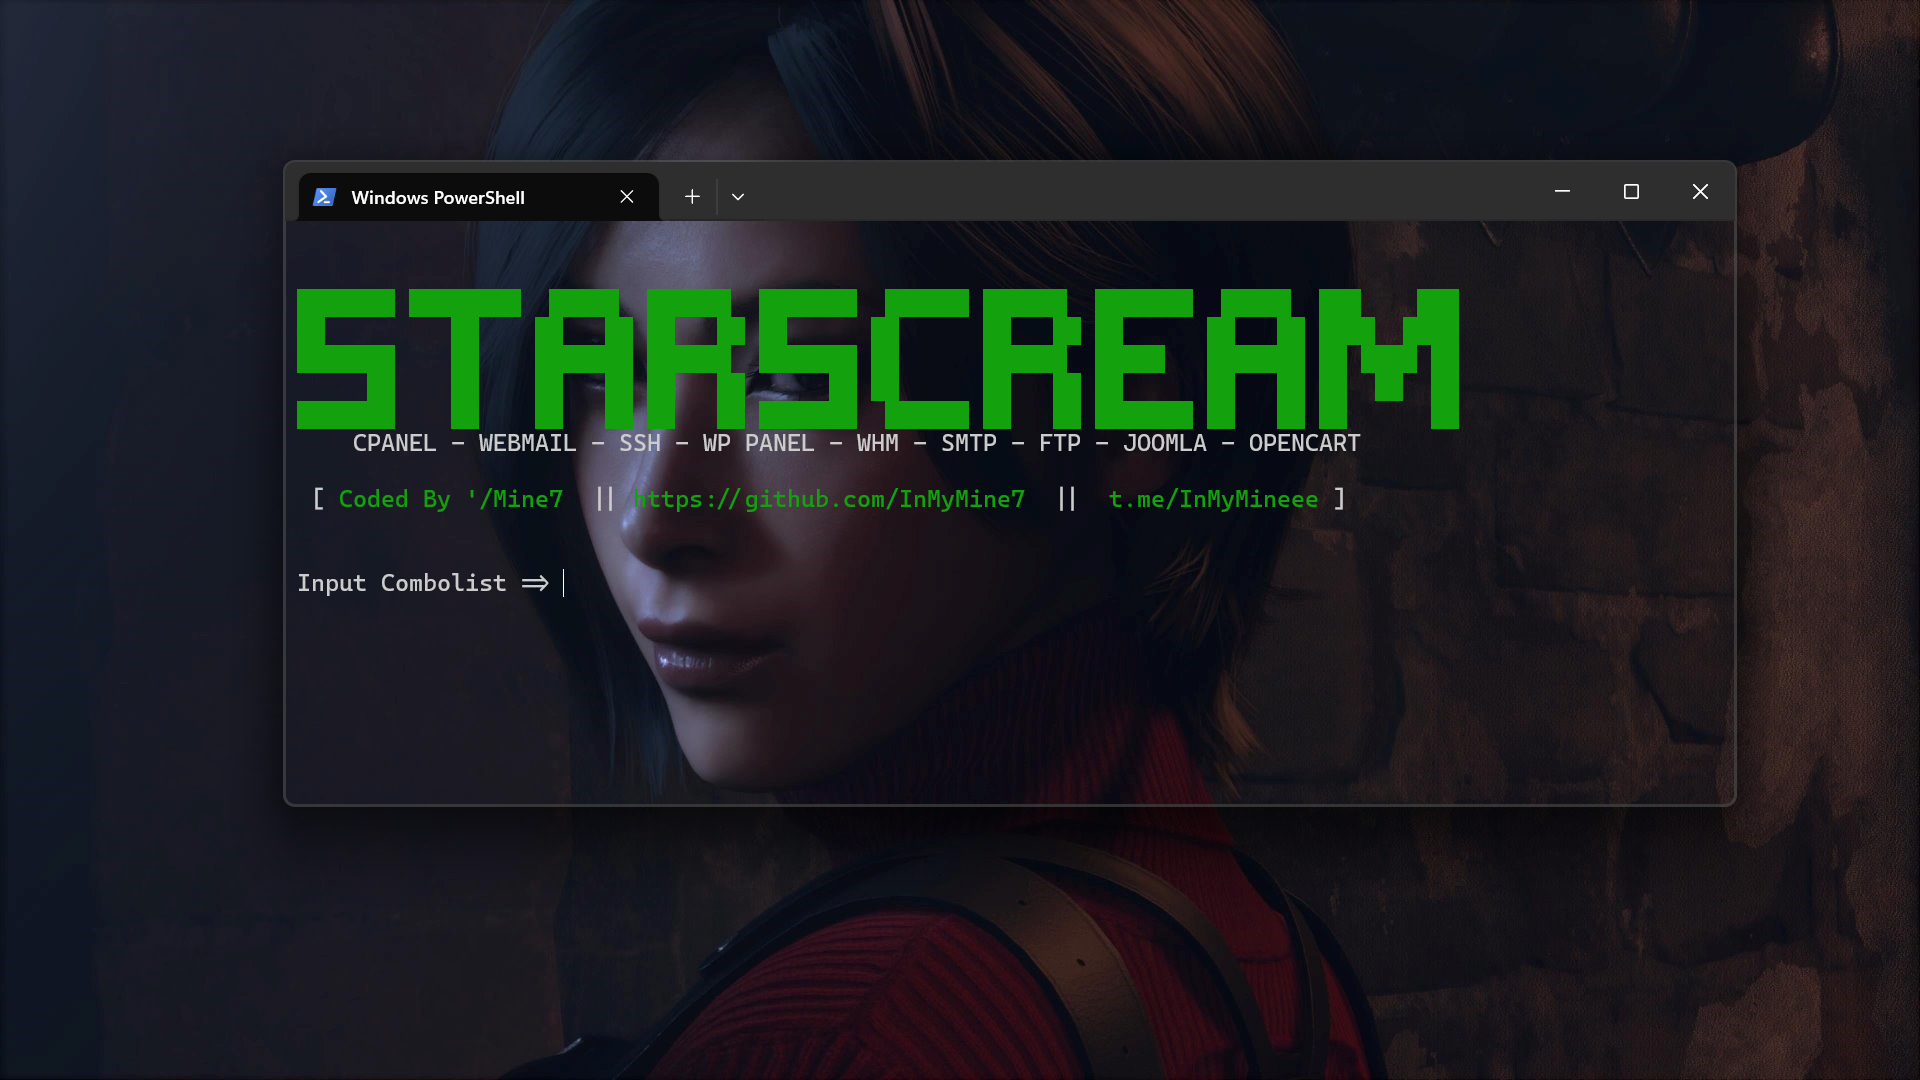 Windows PowerShell
STARSCREAM
CPANEL - WEBMAIL - SSH - WP PANEL - WHM - SMTP - FTP - JOOMLA - OPENCART
[ Coded By '/Mine7 || https://github.com/InMyMine7 || t.me/InMyMineee ]
Input Combolist =>